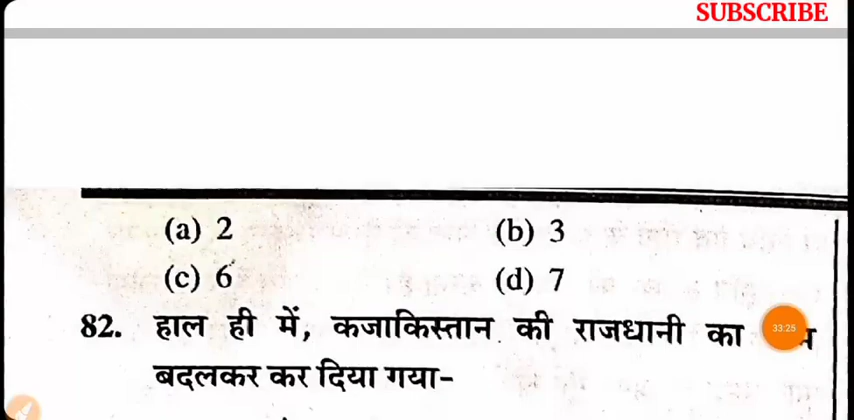 SUBSCRIBE
(a) 2 (b) 3
(c) 6 (d) 7
82. हाल ही में, कजाकिस्तान की राजधानी का
33:25
बदलकर कर दिया गया-